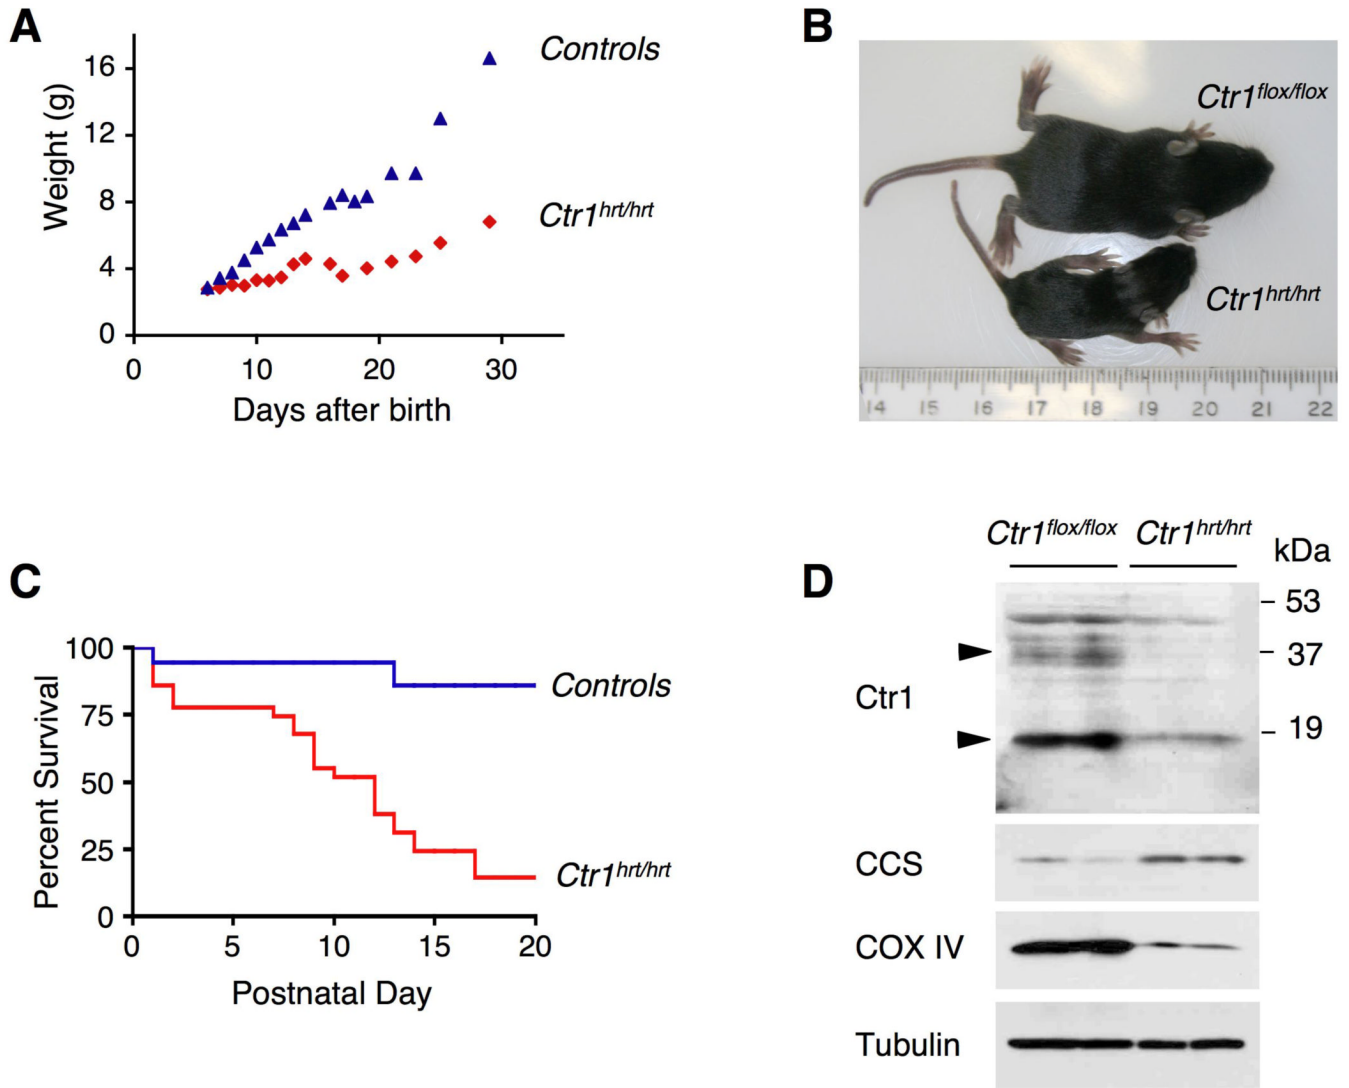 A
Weight (g)
16
12
8
4
0
0 10 20 30
Days after birth
Controls
Ctr1hrt/hrt
B
Ctr1flox/flox
Ctr1hrt/hrt
14 15 16 17 18 19 20 21 22
C
Percent Survival
100
75
50
25
0
0 5 10 15 20
Postnatal Day
Controls
Ctr1hrt/hrt
D
Ctr1flox/flox Ctr1hrt/hrt kDa
53
37
19
Ctr1
CCS
COX IV
Tubulin